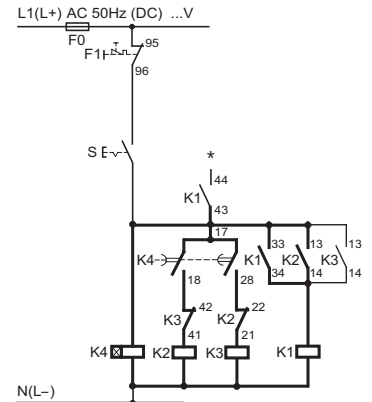 L1(L+) AC 50Hz (DC) ...V
F0
F1
95
96
S
*
44
K1
43
17
K4
18
28
K1
33
34
K2
13
14
K3
13
14
K3
42
41
K2
22
21
K4
K2
K3
K1
N(L−)